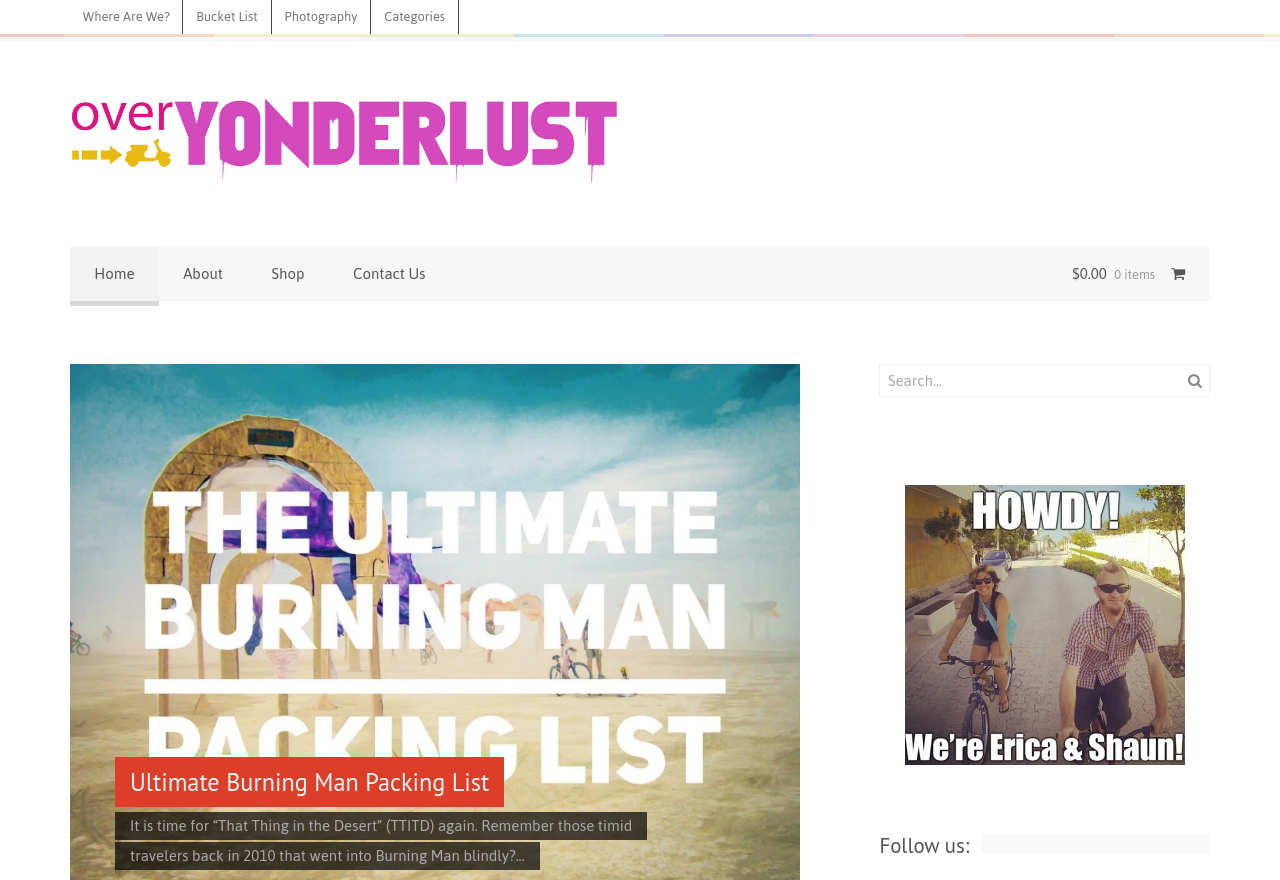 Where Are We?
Bucket List
Photography
Categories
over YONDERLUST
Home
About
Shop
Contact Us
$0.00 0 items
Search...
THE ULTIMATE
BURNING MAN
PACKING LIST
Ultimate Burning Man Packing List
It is time for “That Thing in the Desert” (TTITD) again. Remember those timid
travelers back in 2010 that went into Burning Man blindly?...
HOWDY!
We're Erica & Shaun!
Follow us: